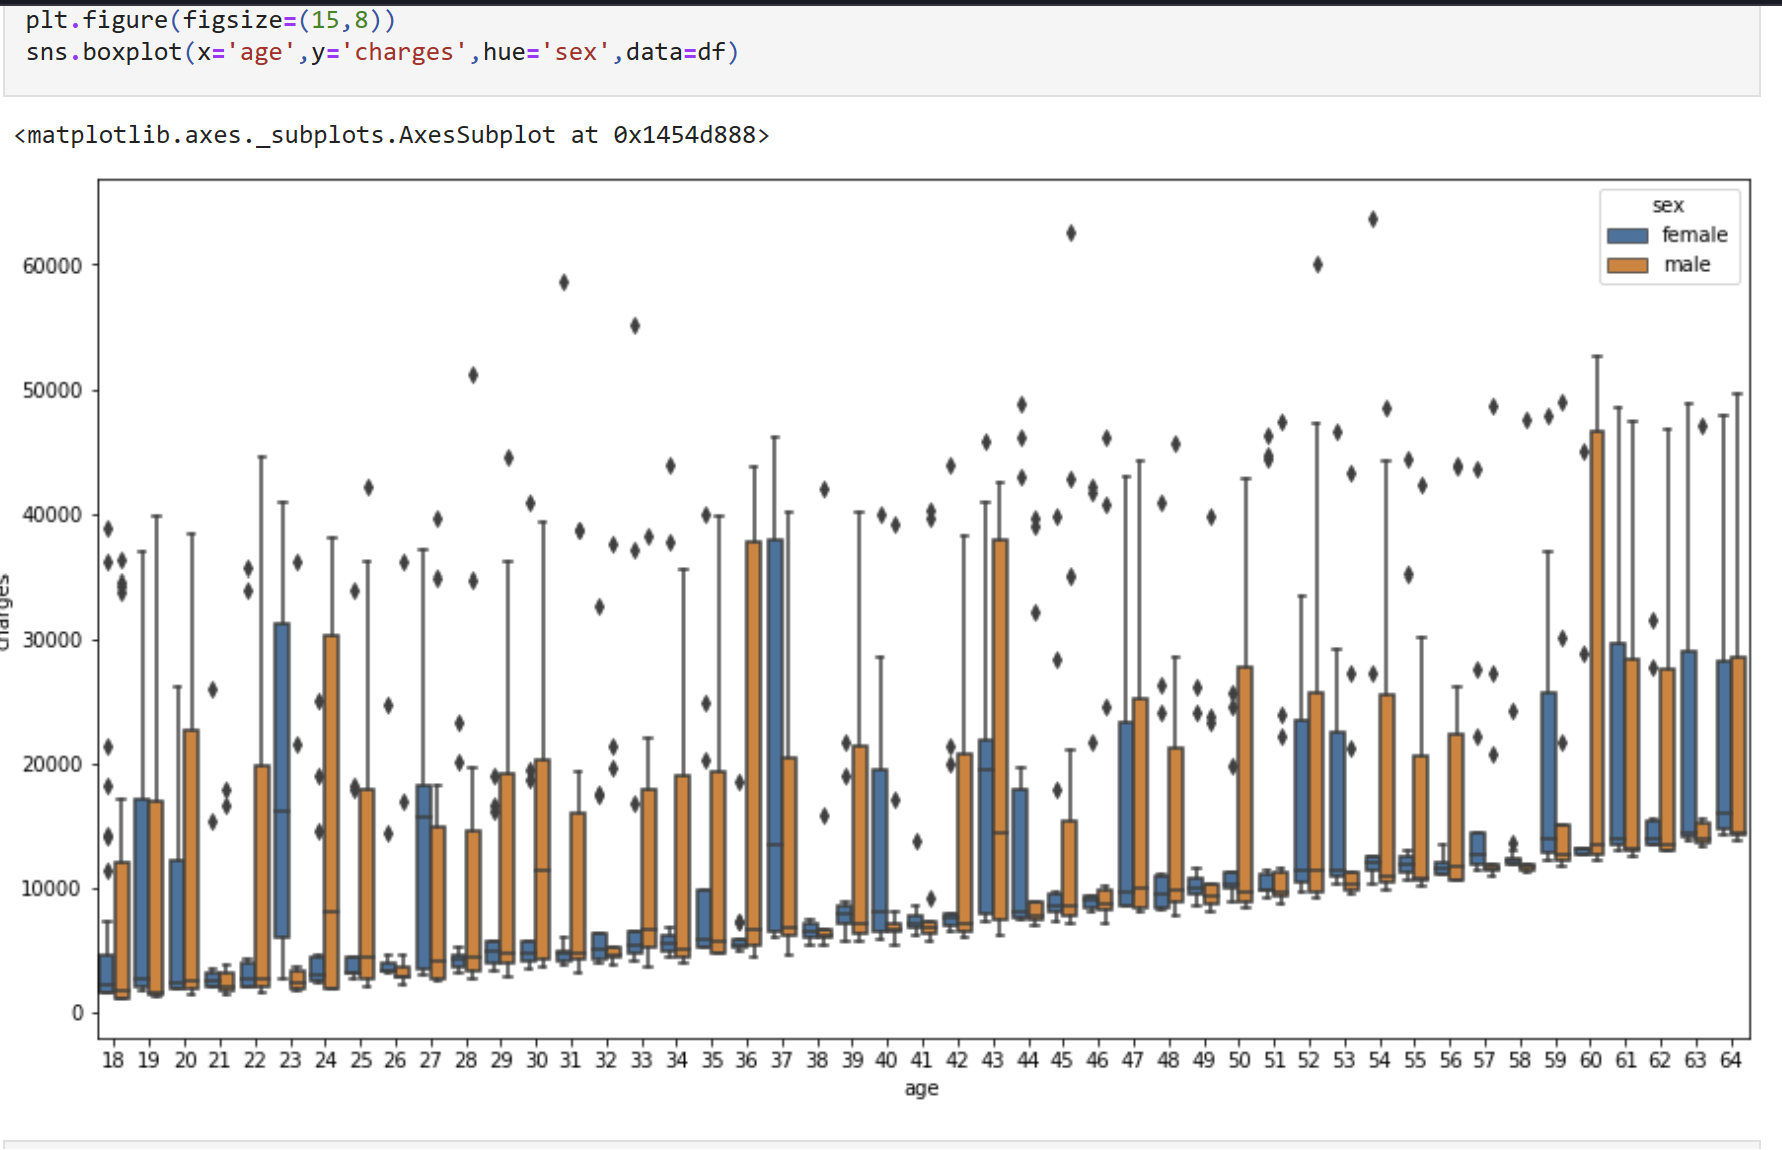 plt.figure(figsize=(15,8))
sns.boxplot(x='age',y='charges',hue='sex',data=df)
<matplotlib.axes._subplots.AxesSubplot at 0x1454d888>
sex
female
male
60000
50000
40000
30000
20000
10000
0
charges
18 19 20 21 22 23 24 25 26 27 28 29 30 31 32 33 34 35 36 37 38 39 40 41 42 43 44 45 46 47 48 49 50 51 52 53 54 55 56 57 58 59 60 61 62 63 64
age